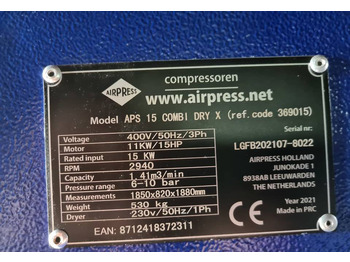 AIRPRESS
compressoren
www.airpress.net
Model APS 15 COMBI DRY X (ref.code 369015)
Voltage 400V/50Hz/3Ph
Motor 11KW/15HP
Rated input 15 KW
RPM 2940
Capacity 1,41m3/min
Pressure range 6-10 bar
Measurements 1850x820x1880mm
Weight 530 kg
Dryer 230v/50Hz/1Ph
EAN: 8712418372311
Serial nr:
LGFB202107-8022
AIRPRESS HOLLAND
JUNOKADE 1
8938AB LEEUWARDEN
THE NETHERLANDS
Year 2021
Made in PRC